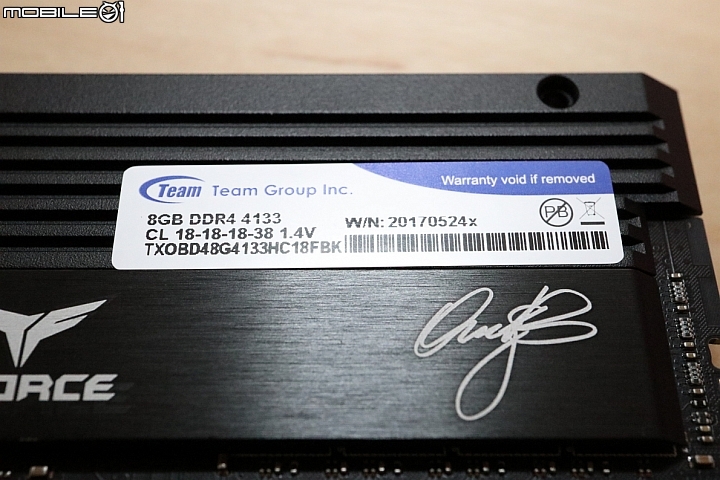 MOBILE01
Team Team Group Inc.
Warranty void if removed
8GB DDR4 4133
W/N: 20170524x
CL 18-18-18-38 1.4V
TXOBD48G4133HC18FBK
PB
ORCE